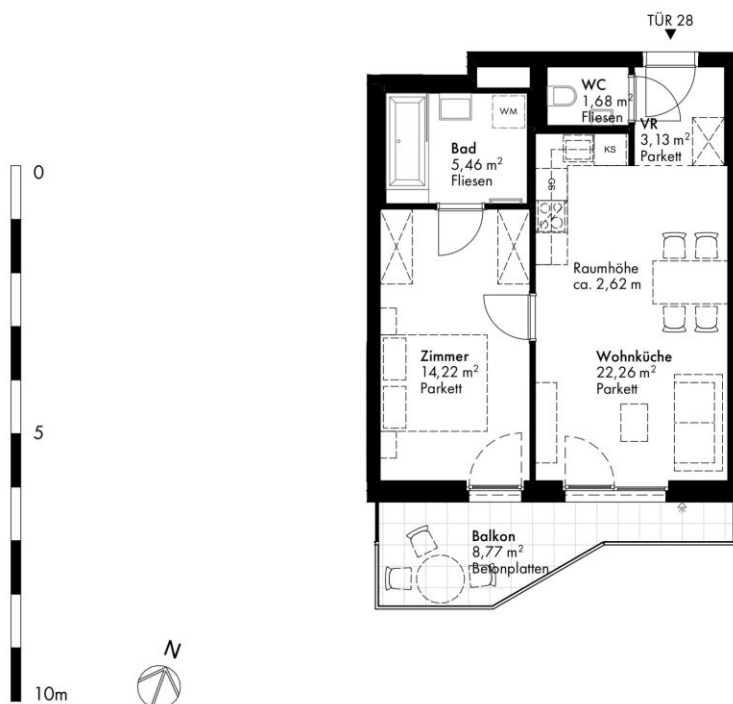 TÜR 28
WC
1,68 m²
Fliesen
VR
3,13 m²
Parkett
WM
Bad
5,46 m²
Fliesen
KS
GS
Raumhöhe
ca. 2,62 m
Zimmer
14,22 m²
Parkett
Wohnküche
22,26 m²
Parkett
Balkon
8,77 m²
Betonplatten
0
5
10m
N